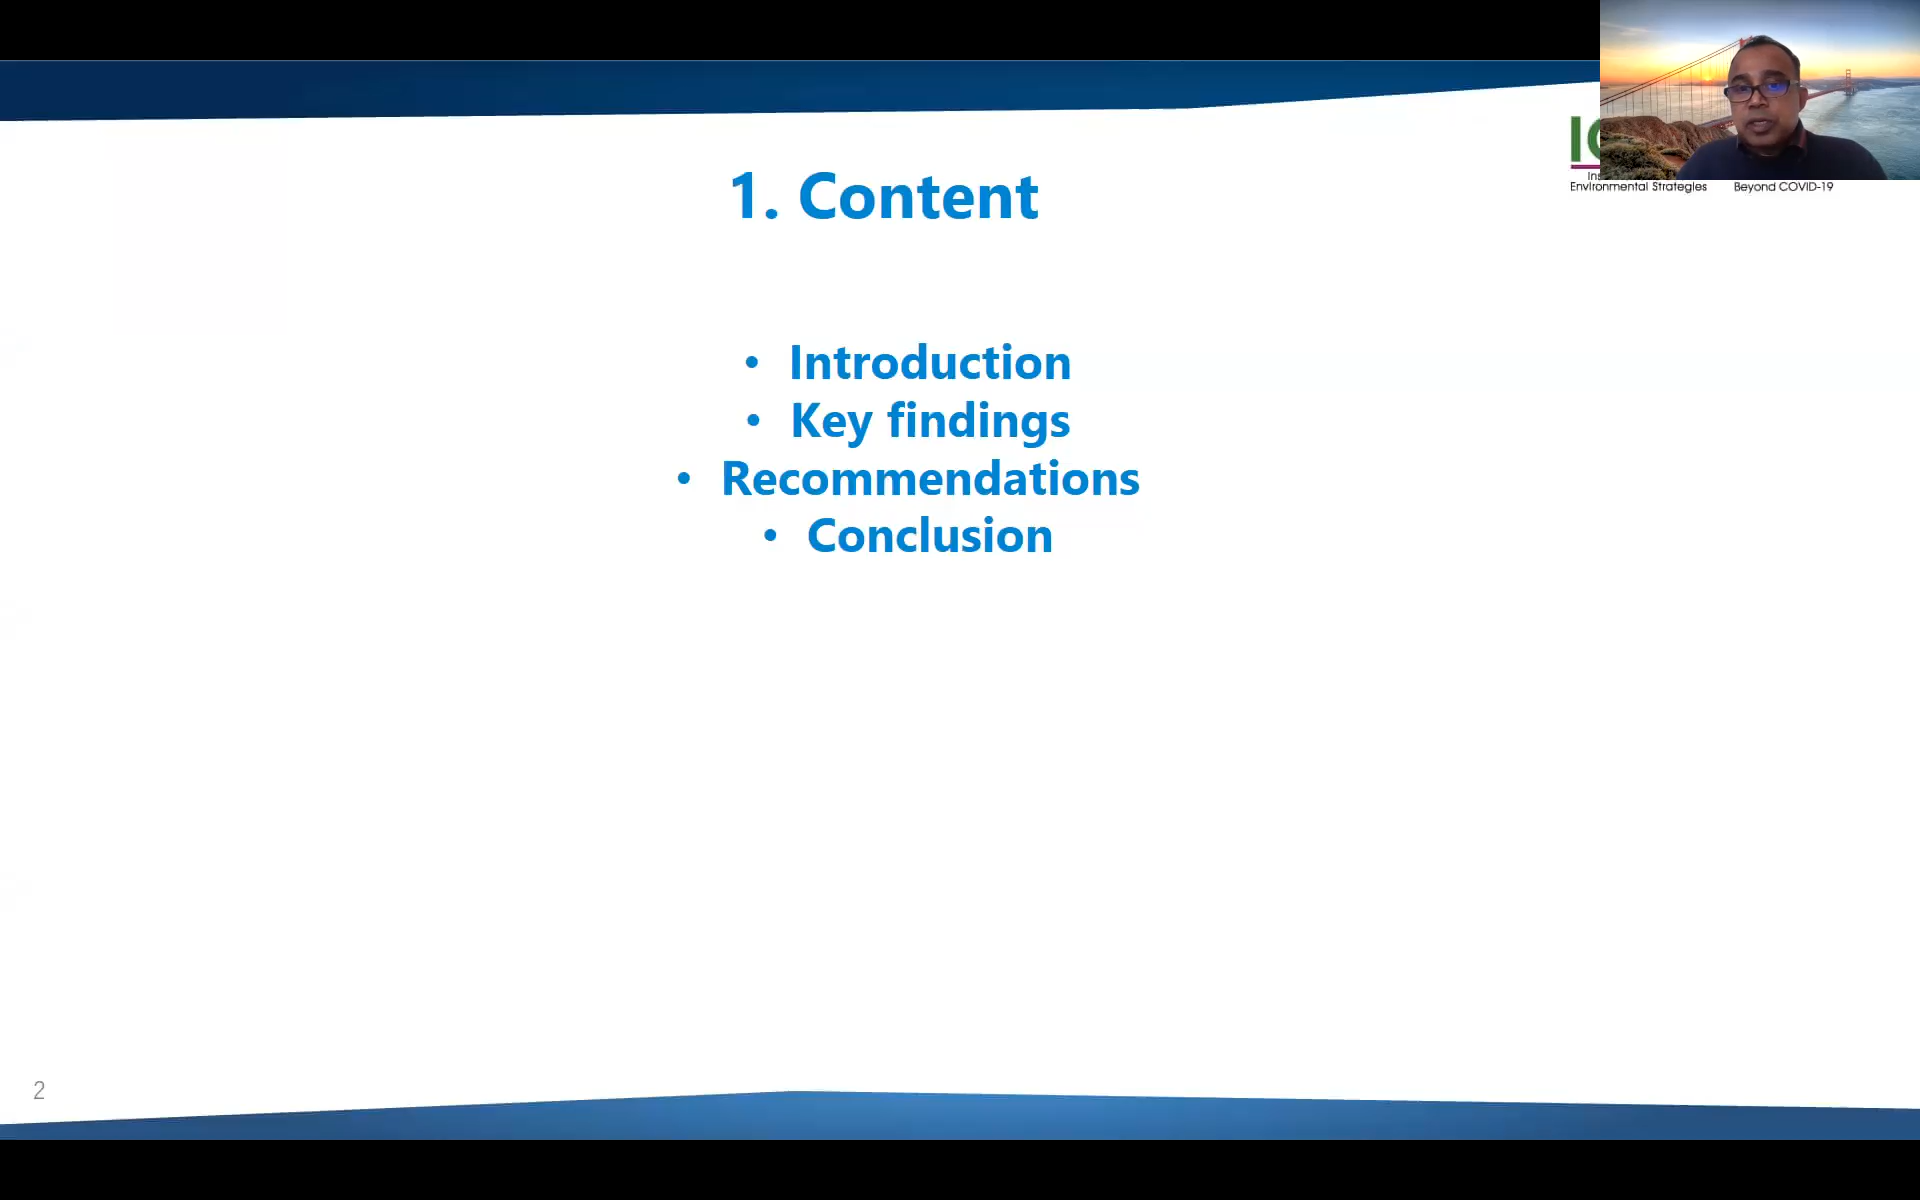 1. Content
Environmental Strategies
Beyond COVID-19
• Introduction
• Key findings
• Recommendations
• Conclusion
2